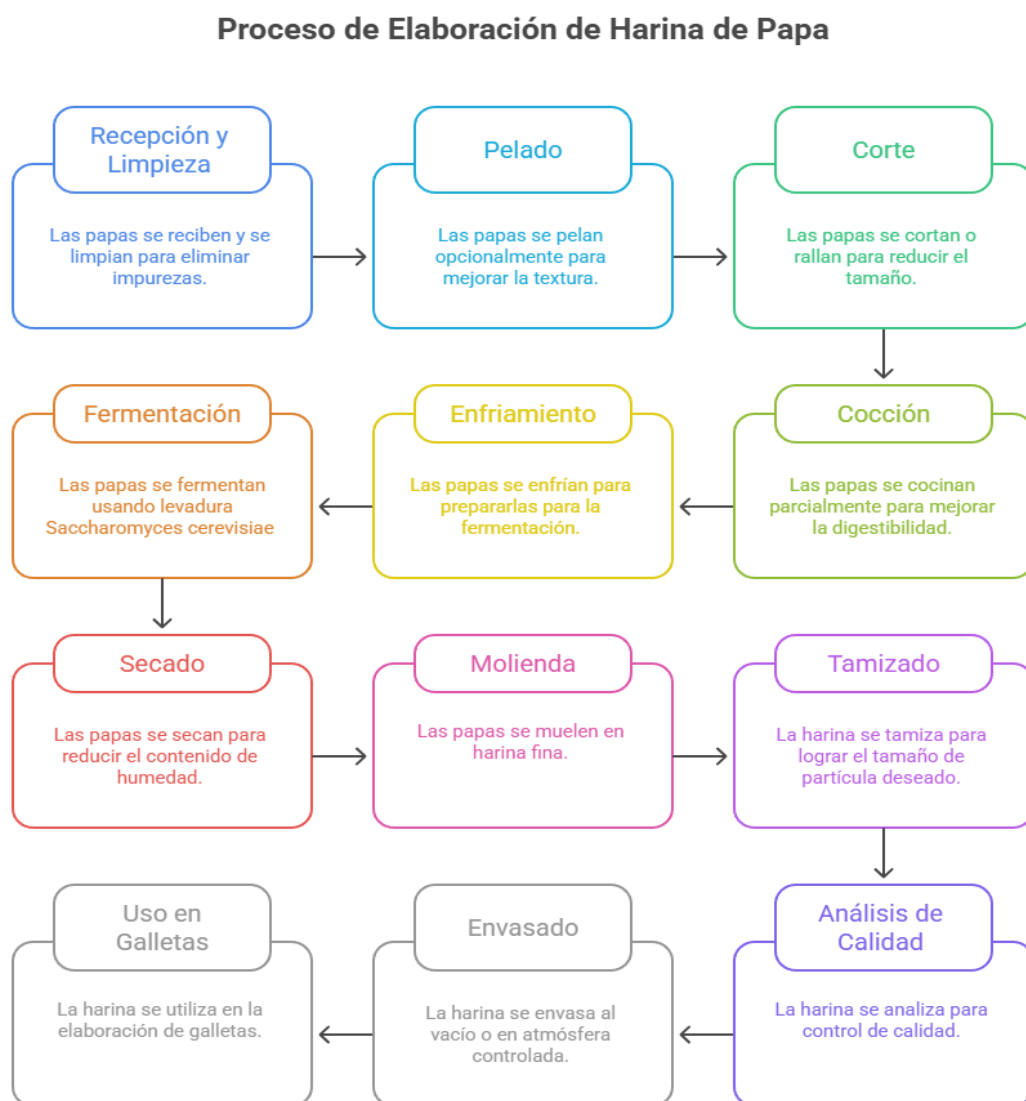 Proceso de Elaboración de Harina de Papa
Recepción y
Limpieza
Las papas se reciben y se
limpian para eliminar
impurezas.
Pelado
Las papas se pelan
opcionalmente para
mejorar la textura.
Corte
Las papas se cortan o
rallan para reducir el
tamaño.
Cocción
Las papas se cocinan
parcialmente para mejorar
la digestibilidad.
Enfriamiento
Las papas se enfrían para
prepararlas para la
fermentación.
Fermentación
Las papas se fermentan
usando levadura
Saccharomyces cerevisiae
Secado
Las papas se secan para
reducir el contenido de
humedad.
Molienda
Las papas se muelen en
harina fina.
Tamizado
La harina se tamiza para
lograr el tamaño de
partícula deseado.
Análisis de
Calidad
La harina se analiza para
control de calidad.
Envasado
La harina se envasa al
vacío o en atmósfera
controlada.
Uso en
Galletas
La harina se utiliza en la
elaboración de galletas.